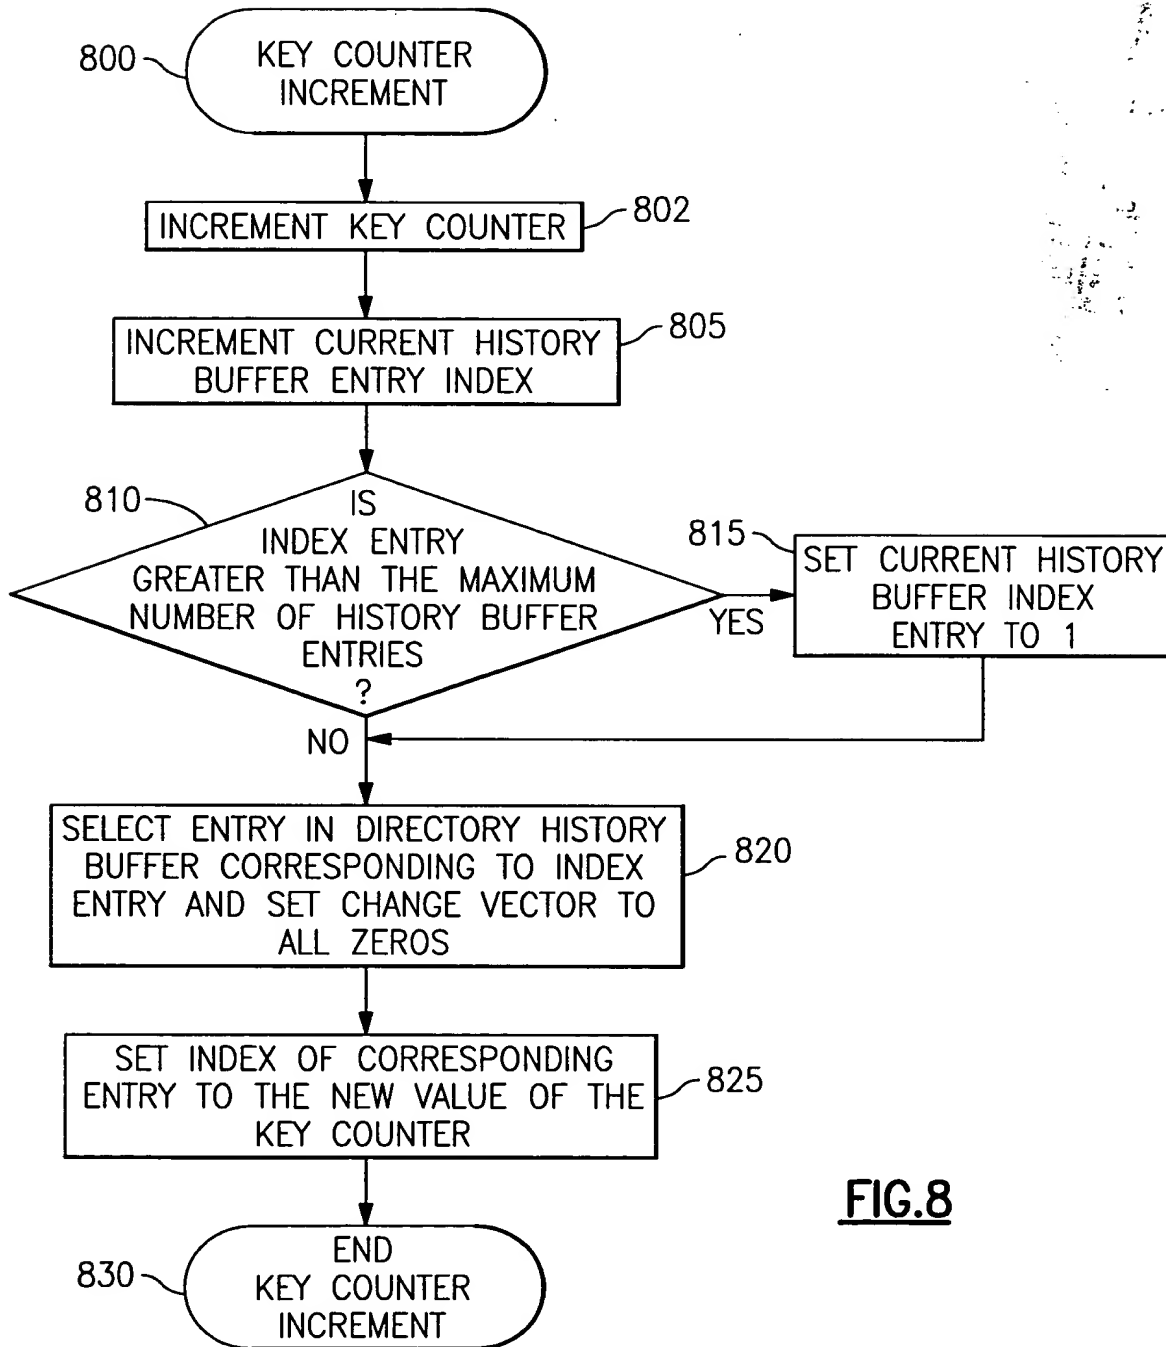 800
KEY COUNTER
INCREMENT
INCREMENT KEY COUNTER
802
INCREMENT CURRENT HISTORY
BUFFER ENTRY INDEX
805
810
IS
INDEX ENTRY
GREATER THAN THE MAXIMUM
NUMBER OF HISTORY BUFFER
ENTRIES
?
YES
815
SET CURRENT HISTORY
BUFFER INDEX
ENTRY TO 1
NO
SELECT ENTRY IN DIRECTORY HISTORY
BUFFER CORRESPONDING TO INDEX
ENTRY AND SET CHANGE VECTOR TO
ALL ZEROS
820
SET INDEX OF CORRESPONDING
ENTRY TO THE NEW VALUE OF THE
KEY COUNTER
825
830
END
KEY COUNTER
INCREMENT
FIG.8